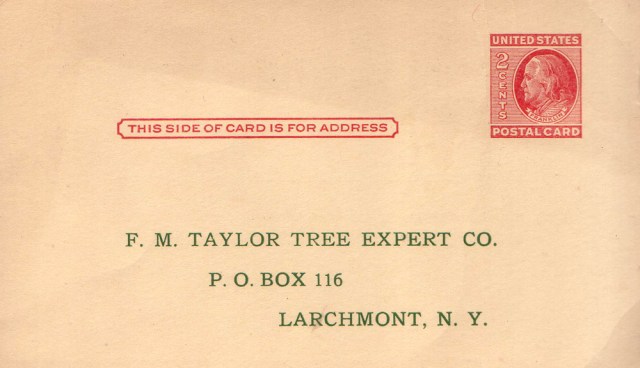 UNITED STATES
2 CENTS
FRANKLIN
POSTAL CARD
THIS SIDE OF CARD IS FOR ADDRESS
F. M. TAYLOR TREE EXPERT CO.
P. O. BOX 116
LARCHMONT, N. Y.